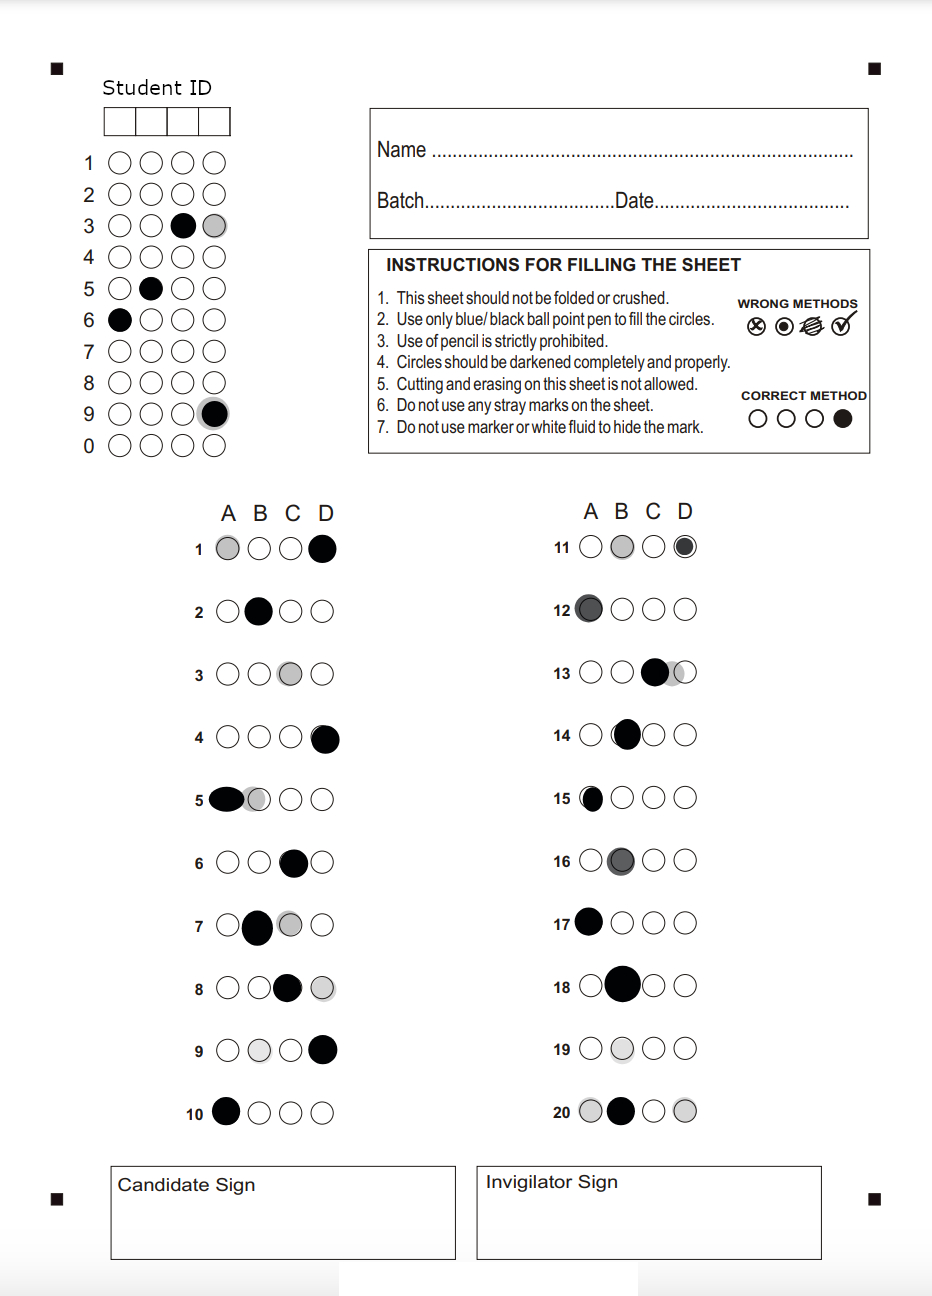 Student ID
1
2
3
4
5
6
7
8
9
0
Name ....................................................................................
Batch.....................................Date.......................................
INSTRUCTIONS FOR FILLING THE SHEET
1. This sheet should not be folded or crushed.
2. Use only blue/ black ball point pen to fill the circles.
3. Use of pencil is strictly prohibited.
4. Circles should be darkened completely and properly.
5. Cutting and erasing on this sheet is not allowed.
6. Do not use any stray marks on the sheet.
7. Do not use marker or white fluid to hide the mark.
WRONG METHODS
CORRECT METHOD
A B C D
1
2
3
4
5
6
7
8
9
10
A B C D
11
12
13
14
15
16
17
18
19
20
Candidate Sign
Invigilator Sign